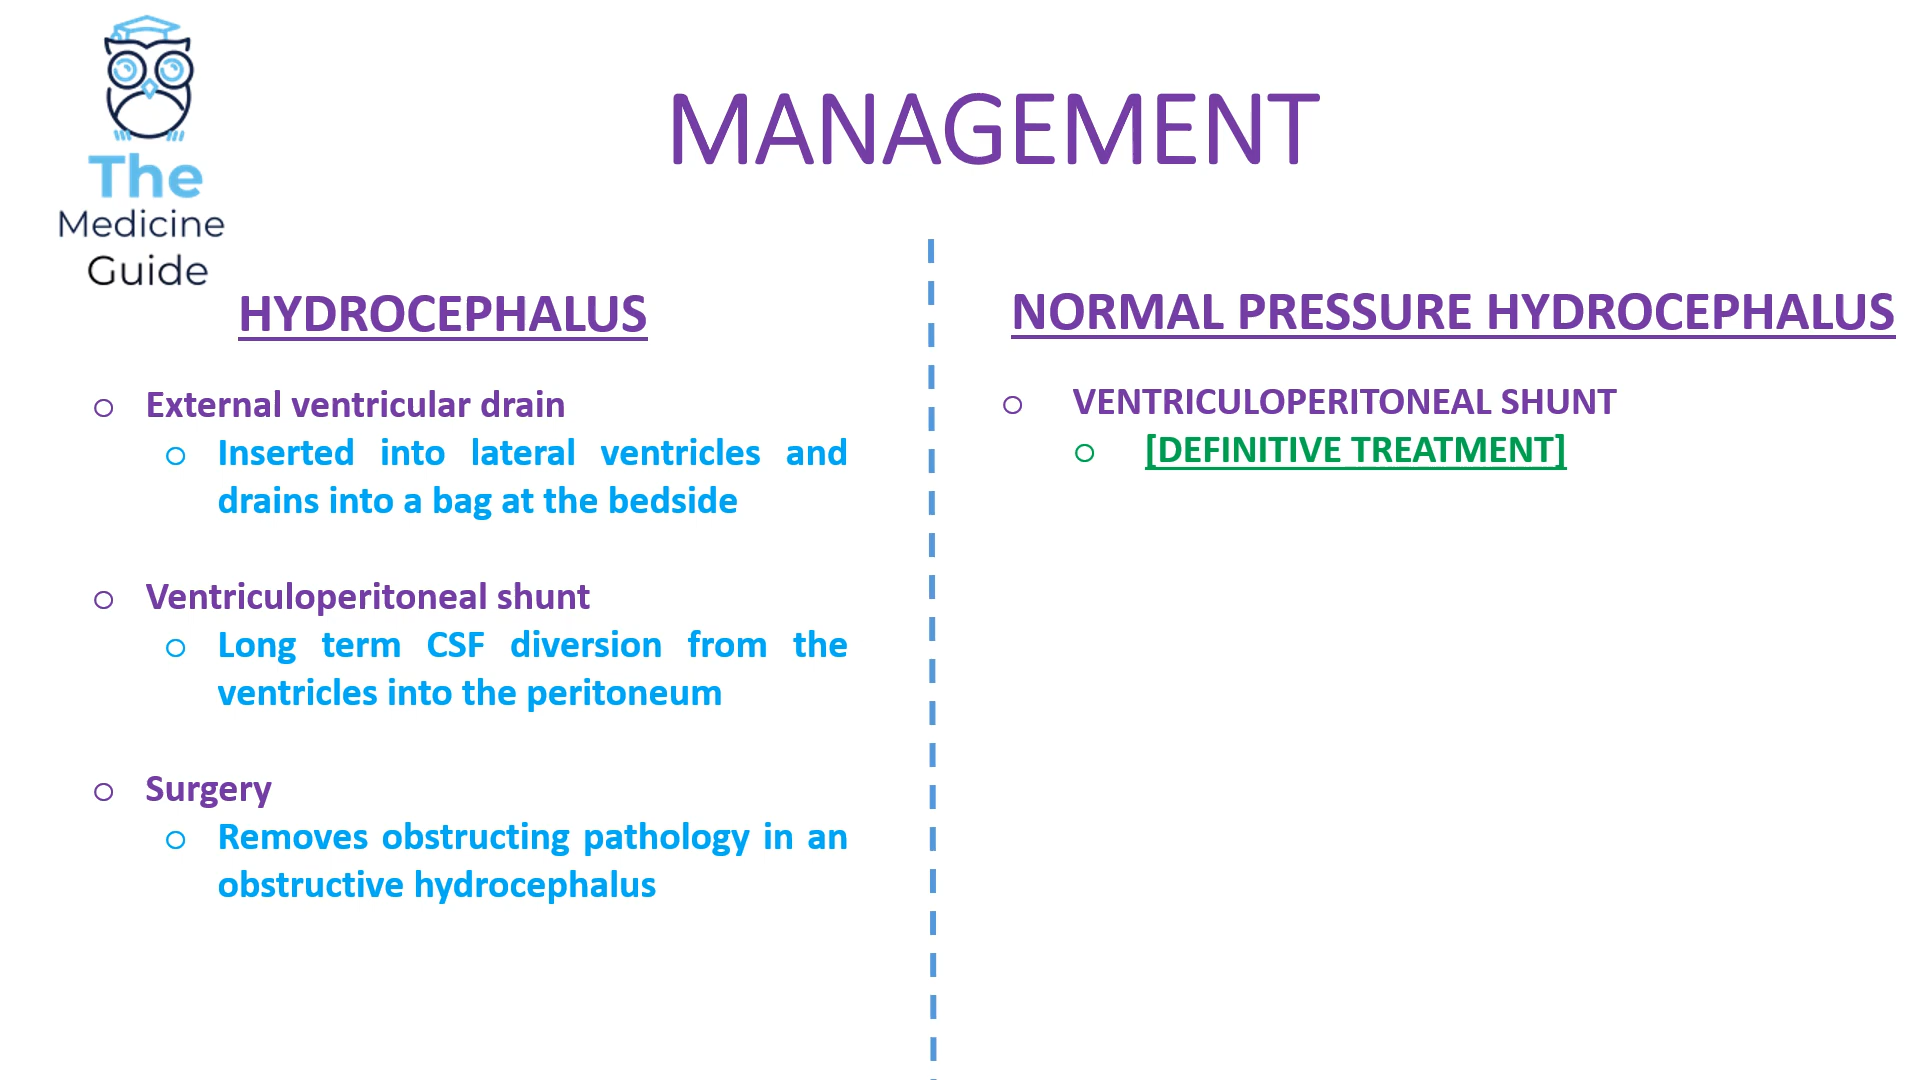 The
Medicine
Guide
MANAGEMENT
HYDROCEPHALUS
External ventricular drain
Inserted into lateral ventricles and
drains into a bag at the bedside
Ventriculoperitoneal shunt
Long term CSF diversion from the
ventricles into the peritoneum
Surgery
Removes obstructing pathology in an
obstructive hydrocephalus
NORMAL PRESSURE HYDROCEPHALUS
VENTRICULOPERITONEAL SHUNT
[DEFINITIVE TREATMENT]